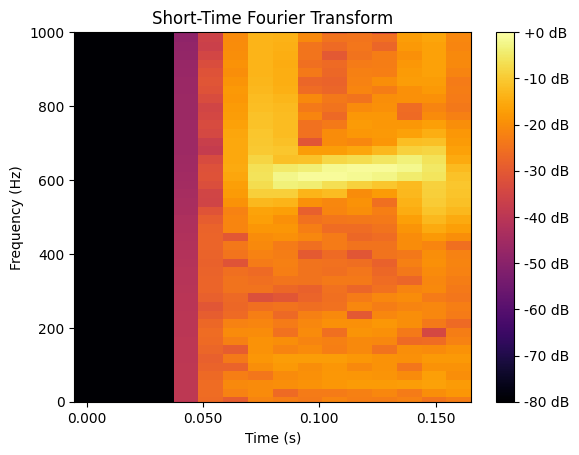 Short-Time Fourier Transform
1000
800
600
400
200
0
Frequency (Hz)
0.000
0.050
0.100
0.150
Time (s)
+0 dB
-10 dB
-20 dB
-30 dB
-40 dB
-50 dB
-60 dB
-70 dB
-80 dB